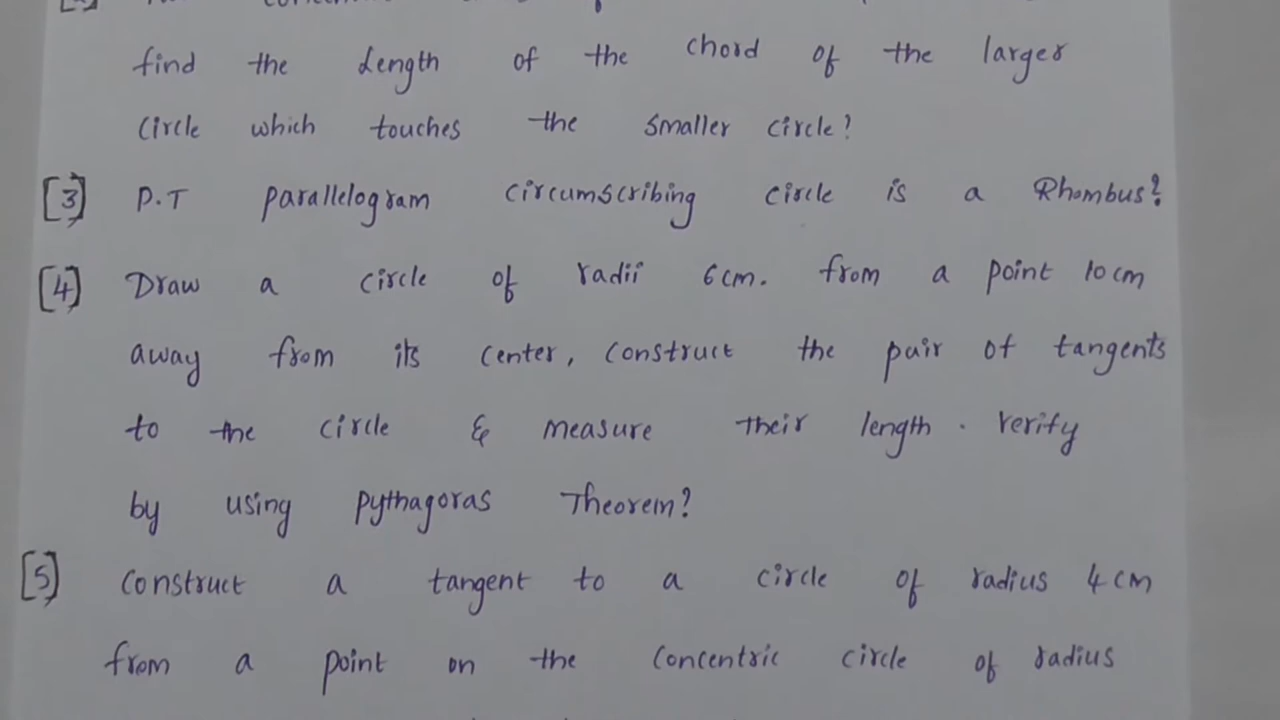 find the Length of the chord of the larger
Circle which touches the smaller circle?
[3] P.T parallelogram circumscribing circle is a Rhombus?
[4] Draw a circle of radii 6cm. from a point 10cm
away from its center, construct the pair of tangents
to the circle & measure their length. verify
by using pythagoras Theorem?
[5] Construct a tangent to a circle of radius 4cm
from a point on the Concentric circle of radius